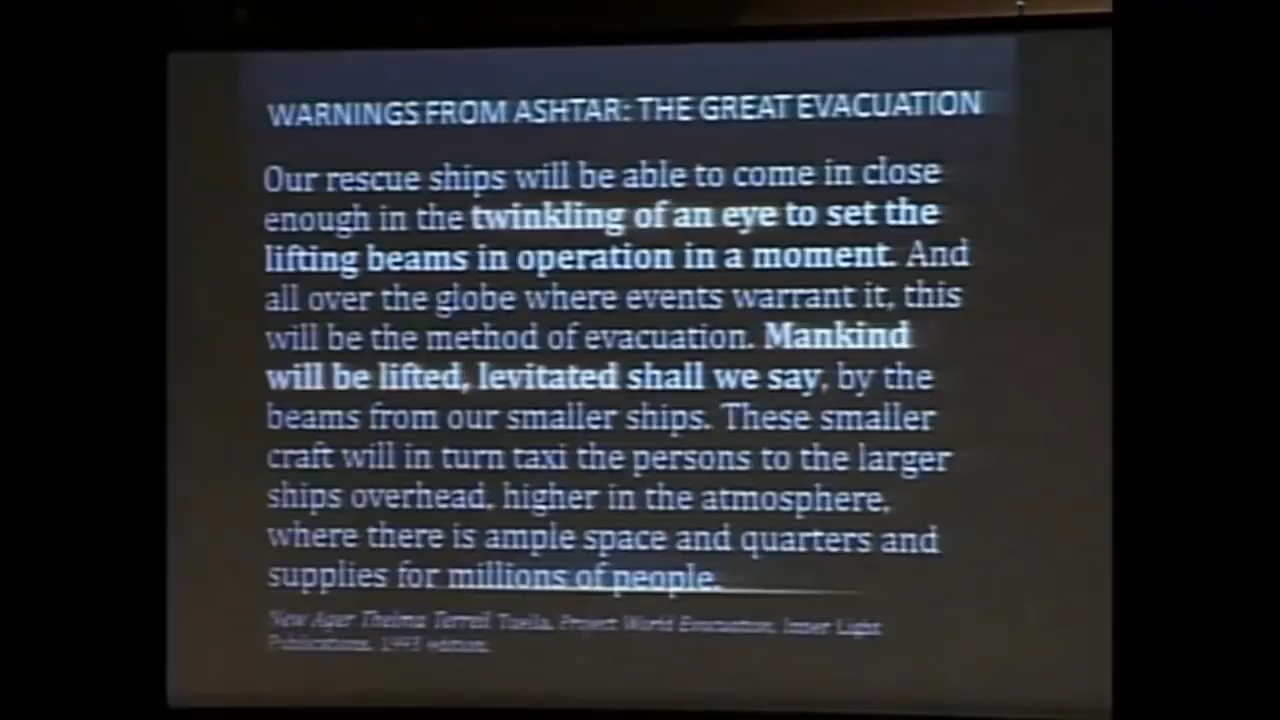 WARNINGS FROM ASHTAR: THE GREAT EVACUATION
Our rescue ships will be able to come in close
enough in the twinkling of an eye to set the
lifting beams in operation in a moment. And
all over the globe where events warrant it, this
will be the method of evacuation. Mankind
will be lifted, levitated shall we say, by the
beams from our smaller ships. These smaller
craft will in turn taxi the persons to the larger
ships overhead, higher in the atmosphere,
where there is ample space and quarters and
supplies for millions of people.
New Ager Thelma Terrell Tuella, Project World Evacuation, Inner Light
Publications, 1993 edition.